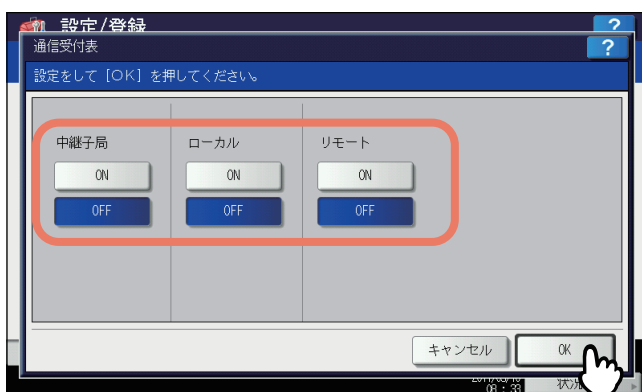 設定/登録
?
通信受付表
?
設定をして [OK] を押してください。
中継子局 ローカル リモート
ON ON ON
OFF OFF OFF
キャンセル OK
08:33